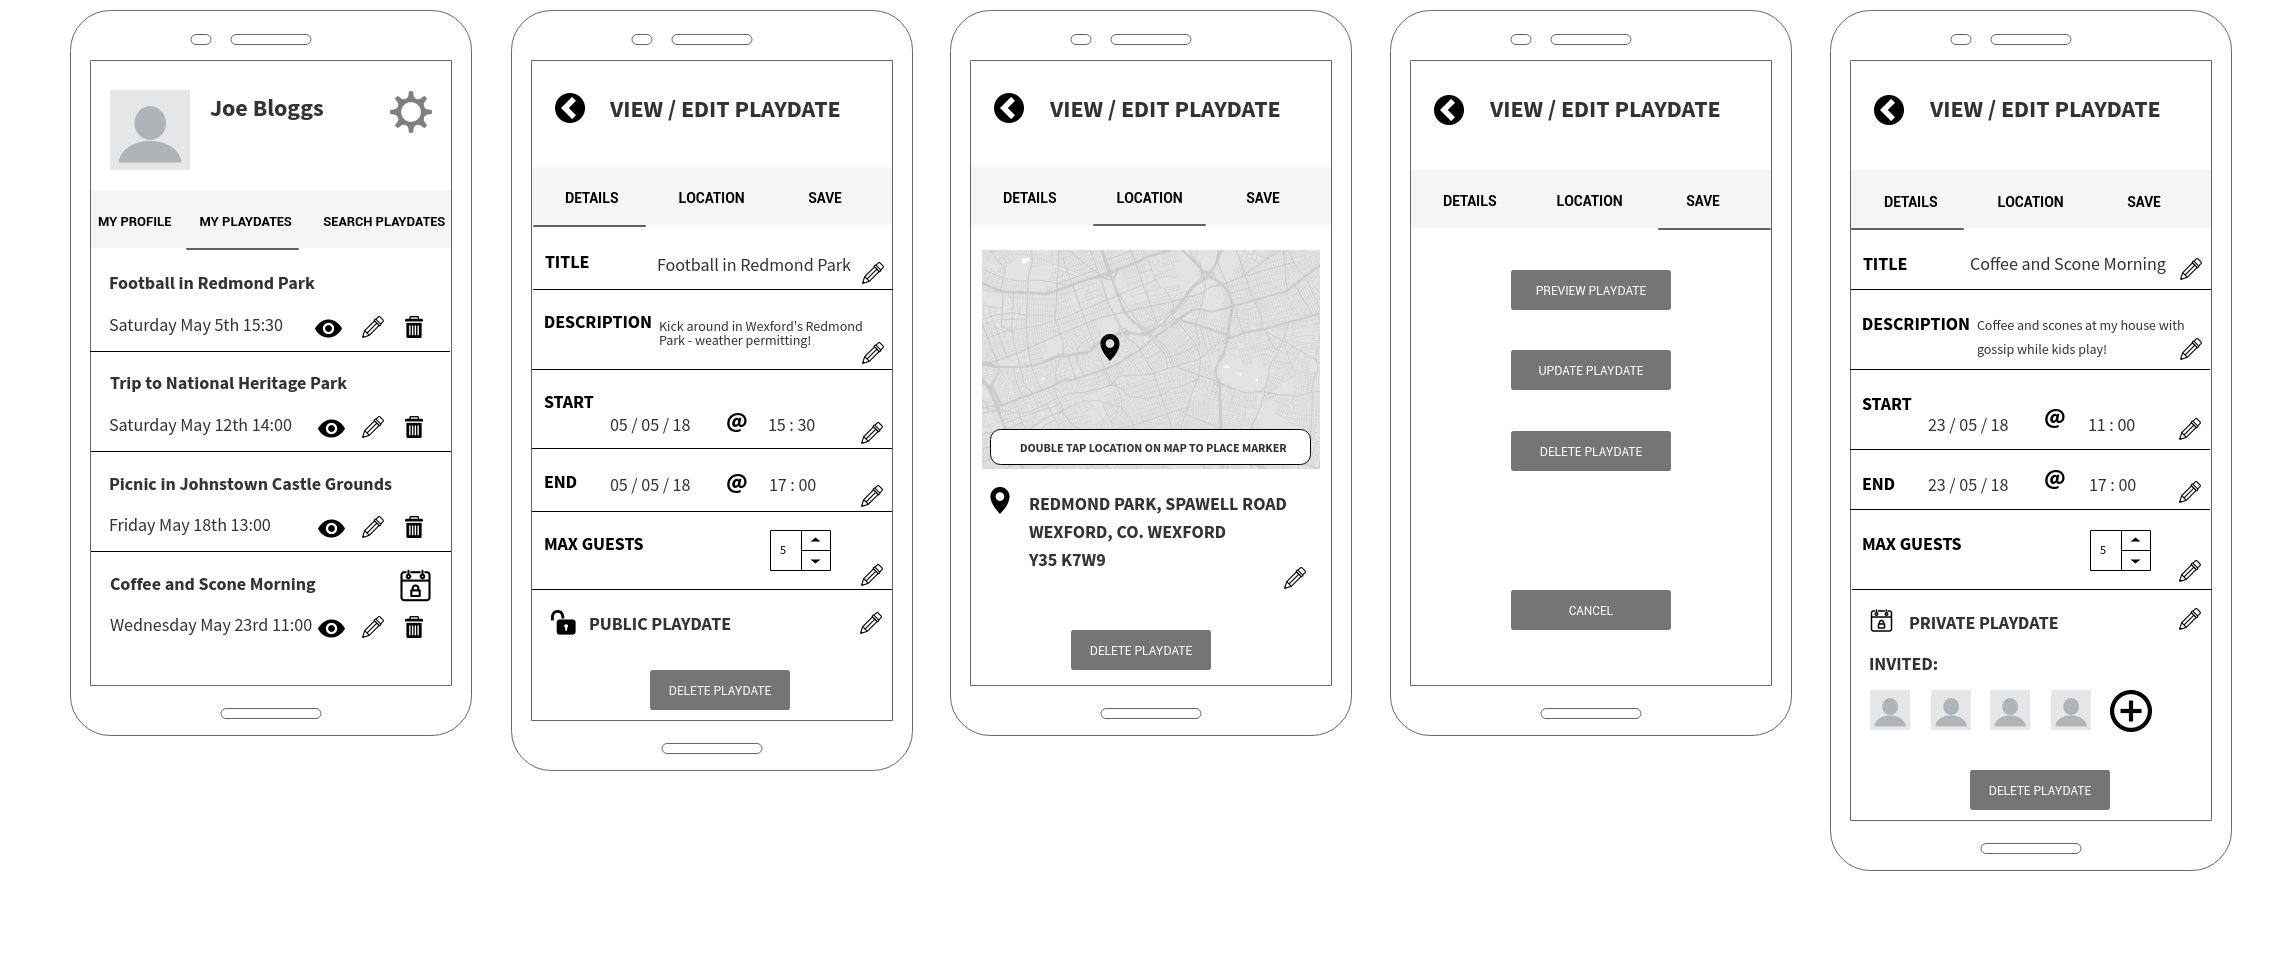 Joe Bloggs
MY PROFILE MY PLAYDATES SEARCH PLAYDATES
Football in Redmond Park
Saturday May 5th 15:30
Trip to National Heritage Park
Saturday May 12th 14:00
Picnic in Johnstown Castle Grounds
Friday May 18th 13:00
Coffee and Scone Morning
Wednesday May 23rd 11:00
VIEW / EDIT PLAYDATE
DETAILS LOCATION SAVE
TITLE Football in Redmond Park
DESCRIPTION Kick around in Wexford's Redmond
Park - weather permitting!
START
05 / 05 / 18 @ 15 : 30
END 05 / 05 / 18 @ 17 : 00
MAX GUESTS 5
PUBLIC PLAYDATE
DELETE PLAYDATE
VIEW / EDIT PLAYDATE
DETAILS LOCATION SAVE
DOUBLE TAP LOCATION ON MAP TO PLACE MARKER
REDMOND PARK, SPAWELL ROAD
WEXFORD, CO. WEXFORD
Y35 K7W9
DELETE PLAYDATE
VIEW / EDIT PLAYDATE
DETAILS LOCATION SAVE
PREVIEW PLAYDATE
UPDATE PLAYDATE
DELETE PLAYDATE
CANCEL
VIEW / EDIT PLAYDATE
DETAILS LOCATION SAVE
TITLE Coffee and Scone Morning
DESCRIPTION Coffee and scones at my house with
gossip while kids play!
START
23 / 05 / 18 @ 11 : 00
END 23 / 05 / 18 @ 17 : 00
MAX GUESTS 5
PRIVATE PLAYDATE
INVITED:
DELETE PLAYDATE